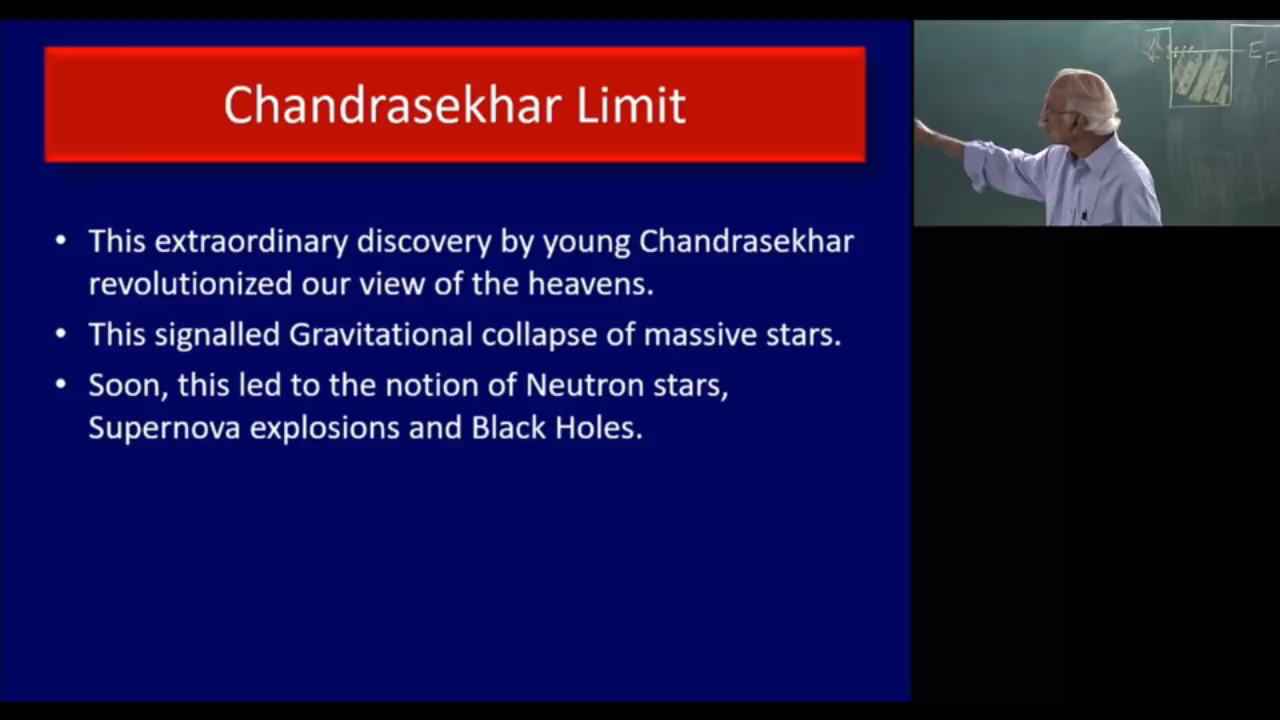 Chandrasekhar Limit
• This extraordinary discovery by young Chandrasekhar
revolutionized our view of the heavens.
• This signalled Gravitational collapse of massive stars.
• Soon, this led to the notion of Neutron stars,
Supernova explosions and Black Holes.
E_F